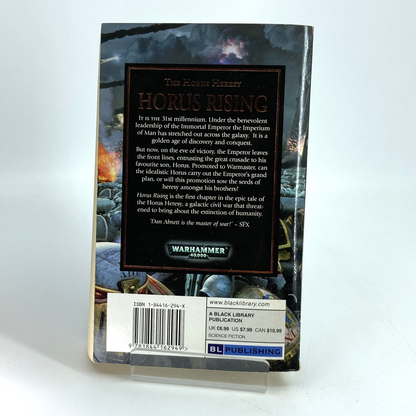 THE HORUS HERESY
HORUS RISING
IT IS THE 31st millennium. Under the benevolent
leadership of the Immortal Emperor the Imperium
of Man has stretched out across the galaxy. It is a
golden age of discovery and conquest.
But now, on the eve of victory, the Emperor leaves
the front lines, entrusting the great crusade to his
favourite son, Horus. Promoted to Warmaster, can
the idealistic Horus carry out the Emperor's grand
plan, or will this promotion sow the seeds of
heresy amongst his brothers?
Horus Rising is the first chapter in the epic tale of
the Horus Heresy, a galactic civil war that threat-
ened to bring about the extinction of humanity.
'Dan Abnett is the master of war!' – SFX
WARHAMMER
40,000
ISBN 1-84416-294-X
9 781844 162949
www.blacklibrary.com
A BLACK LIBRARY
PUBLICATION
UK £6.99 US $7.99 CAN $10.99
SCIENCE FICTION
BL PUBLISHING